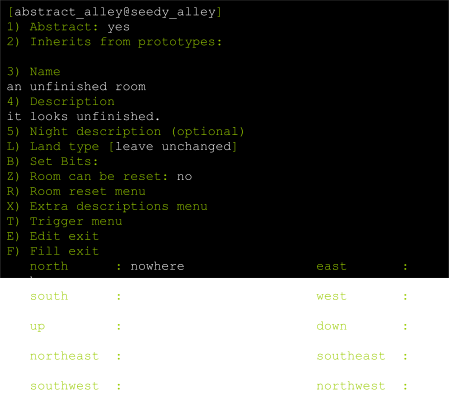 [abstract_alley@seedy_alley]
1) Abstract: yes
2) Inherits from prototypes:
3) Name
an unfinished room
4) Description
it looks unfinished.
5) Night description (optional)
L) Land type [leave unchanged]
B) Set Bits:
Z) Room can be reset: no
R) Room reset menu
X) Extra descriptions menu
T) Trigger menu
E) Edit exit
F) Fill exit
north : nowhere east :
south : west :
up : down :
northeast : southeast :
southwest : northwest :